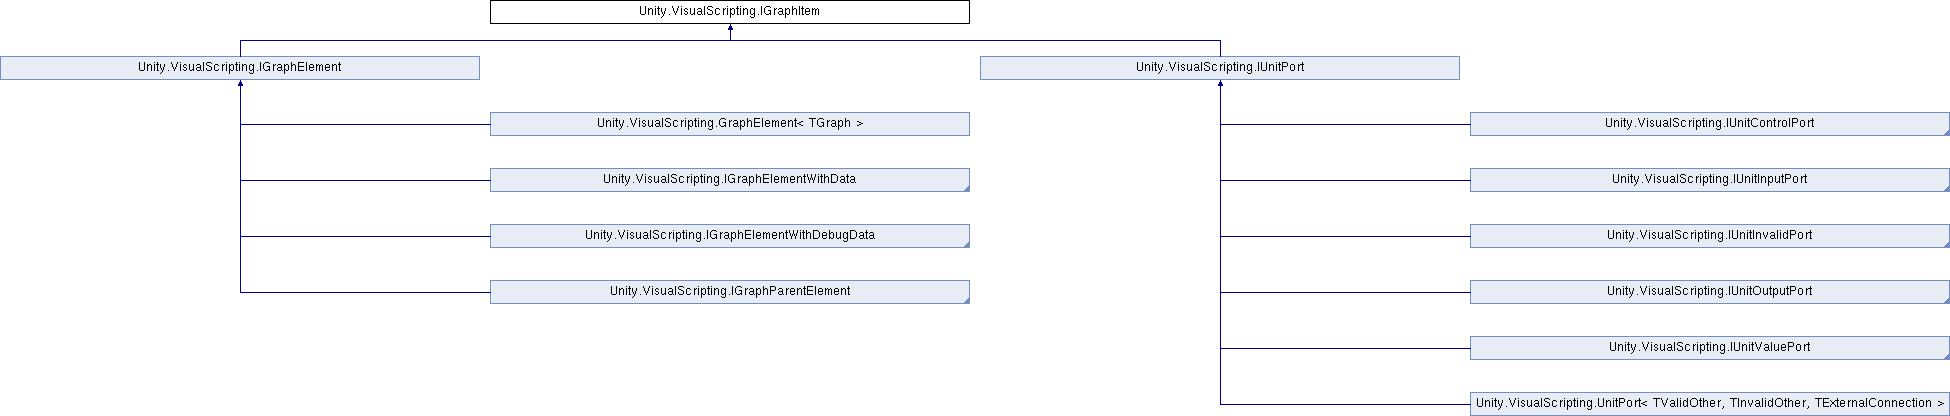 Unity.VisualScripting.IGraphItem
Unity.VisualScripting.IGraphElement
Unity.VisualScripting.IUnitPort
Unity.VisualScripting.GraphElement< TGraph >
Unity.VisualScripting.IUnitControlPort
Unity.VisualScripting.IGraphElementWithData
Unity.VisualScripting.IUnitInputPort
Unity.VisualScripting.IGraphElementWithDebugData
Unity.VisualScripting.IUnitInvalidPort
Unity.VisualScripting.IGraphParentElement
Unity.VisualScripting.IUnitOutputPort
Unity.VisualScripting.IUnitValuePort
Unity.VisualScripting.UnitPort< TValidOther, TInvalidOther, TExternalConnection >